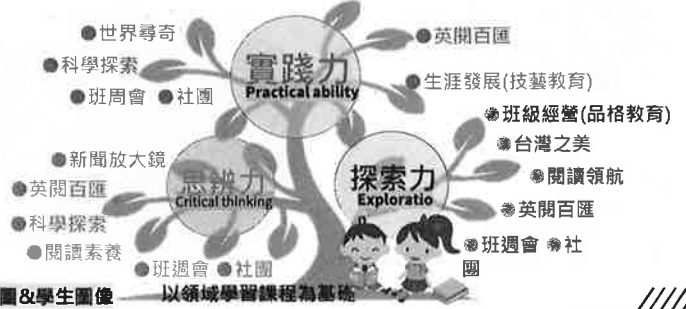 ●世界尋奇
●科學探索
●班周會 ●社團
實踐力
Practical ability
●英閱百匯
●生涯發展(技藝教育)
●班級經營(品格教育)
●台灣之美
●閱讀領航
●英閱百匯
●班週會 ●社
團
探索力
Exploratio
n
●新聞放大鏡
●英閱百匯
●科學探索
●閱讀素養
●班週會 ●社團
思辨力
Critical thinking
圖&學生圖像
以領域學習課程為基礎